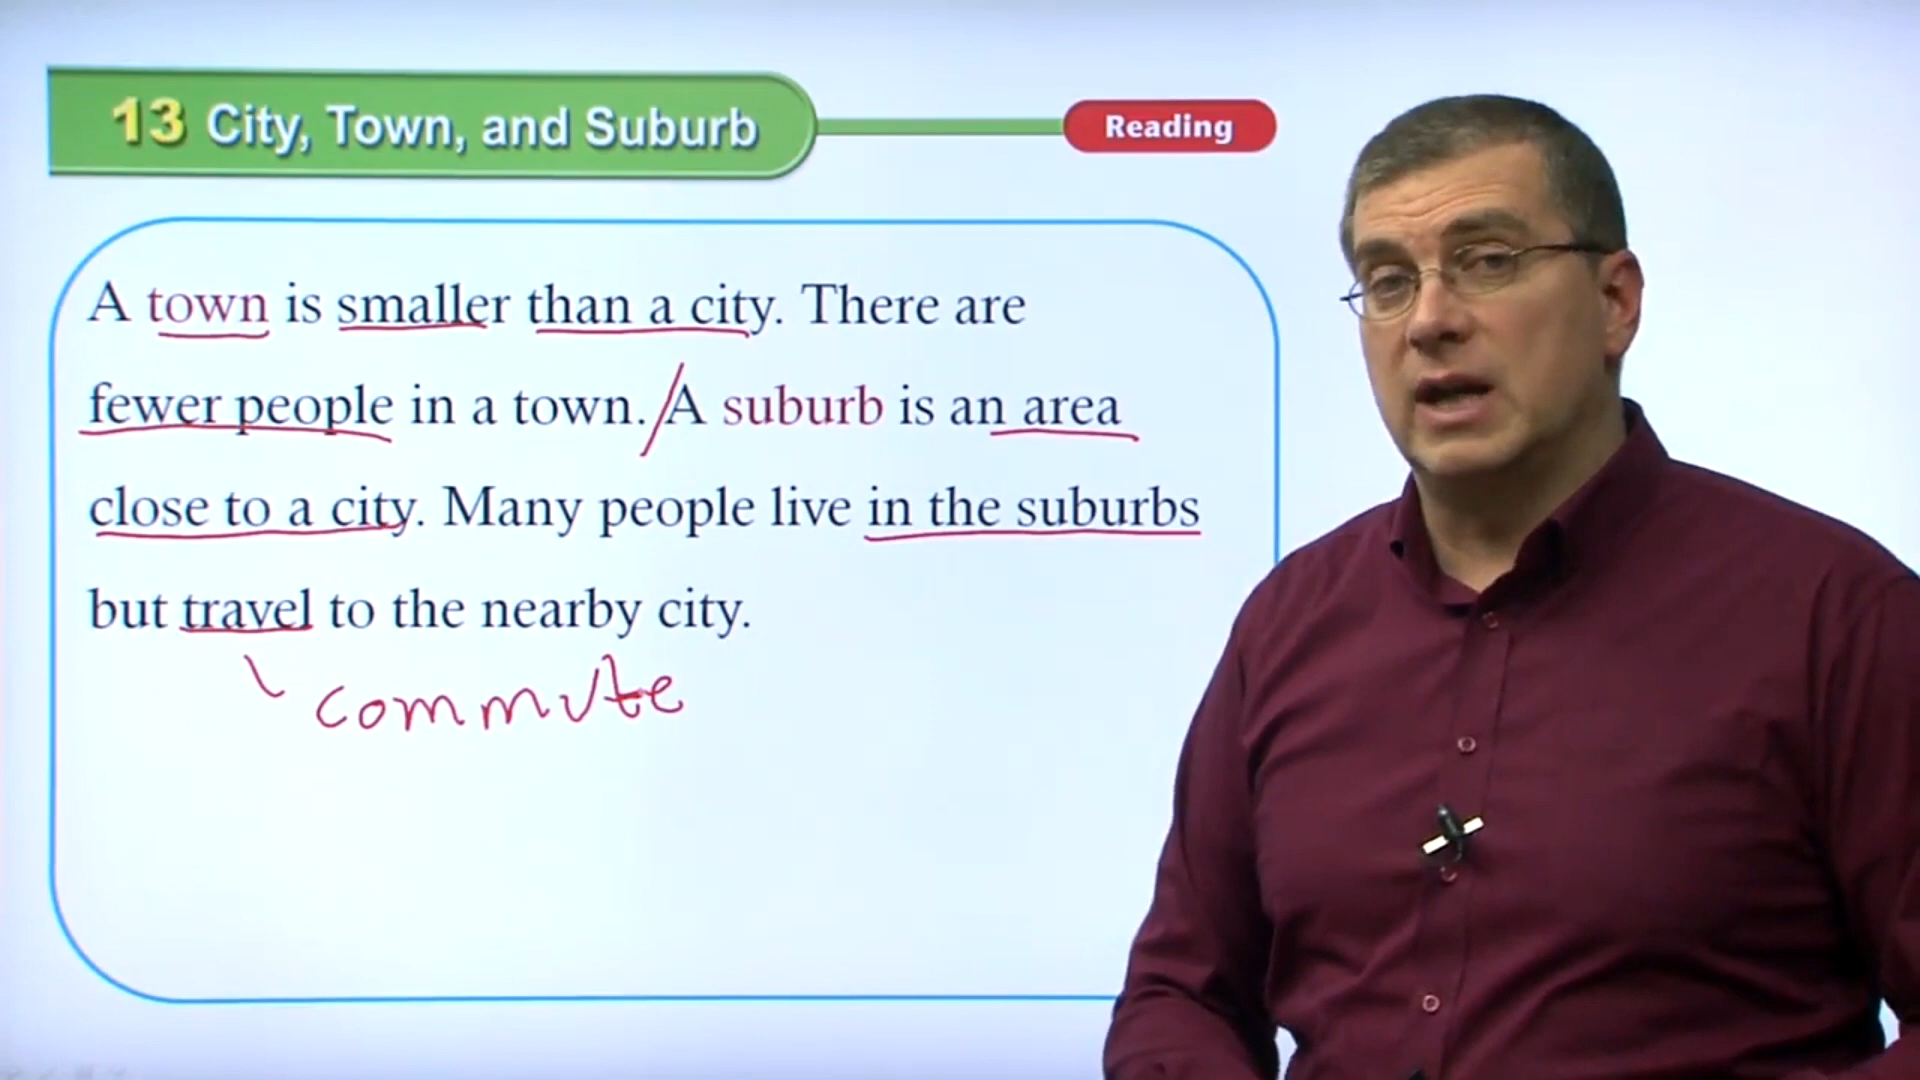 13 City, Town, and Suburb
Reading
A town is smaller than a city. There are
fewer people in a town. A suburb is an area
close to a city. Many people live in the suburbs
but travel to the nearby city.
commute